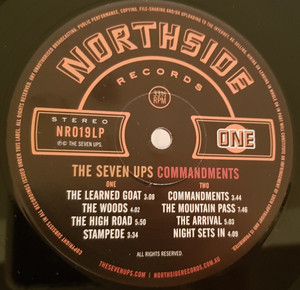 NORTHSIDE
RECORDS
33⅓
RPM
STEREO
NR019LP
℗© THE SEVEN UPS.
ONE
THE SEVEN UPS COMMANDMENTS
ONE
THE LEARNED GOAT 3:08
THE WOODS 4:02
THE HIGH ROAD 5.50
STAMPEDE 3:34
TWO
COMMANDMENTS 3.44
THE MOUNTAIN PASS 7.46
THE ARRIVAL 5:03
NIGHT SETS IN 4:09
ALL RIGHTS RESERVED.
THESEVENUPS.COM | NORTHSIDERECORDS.COM.AU